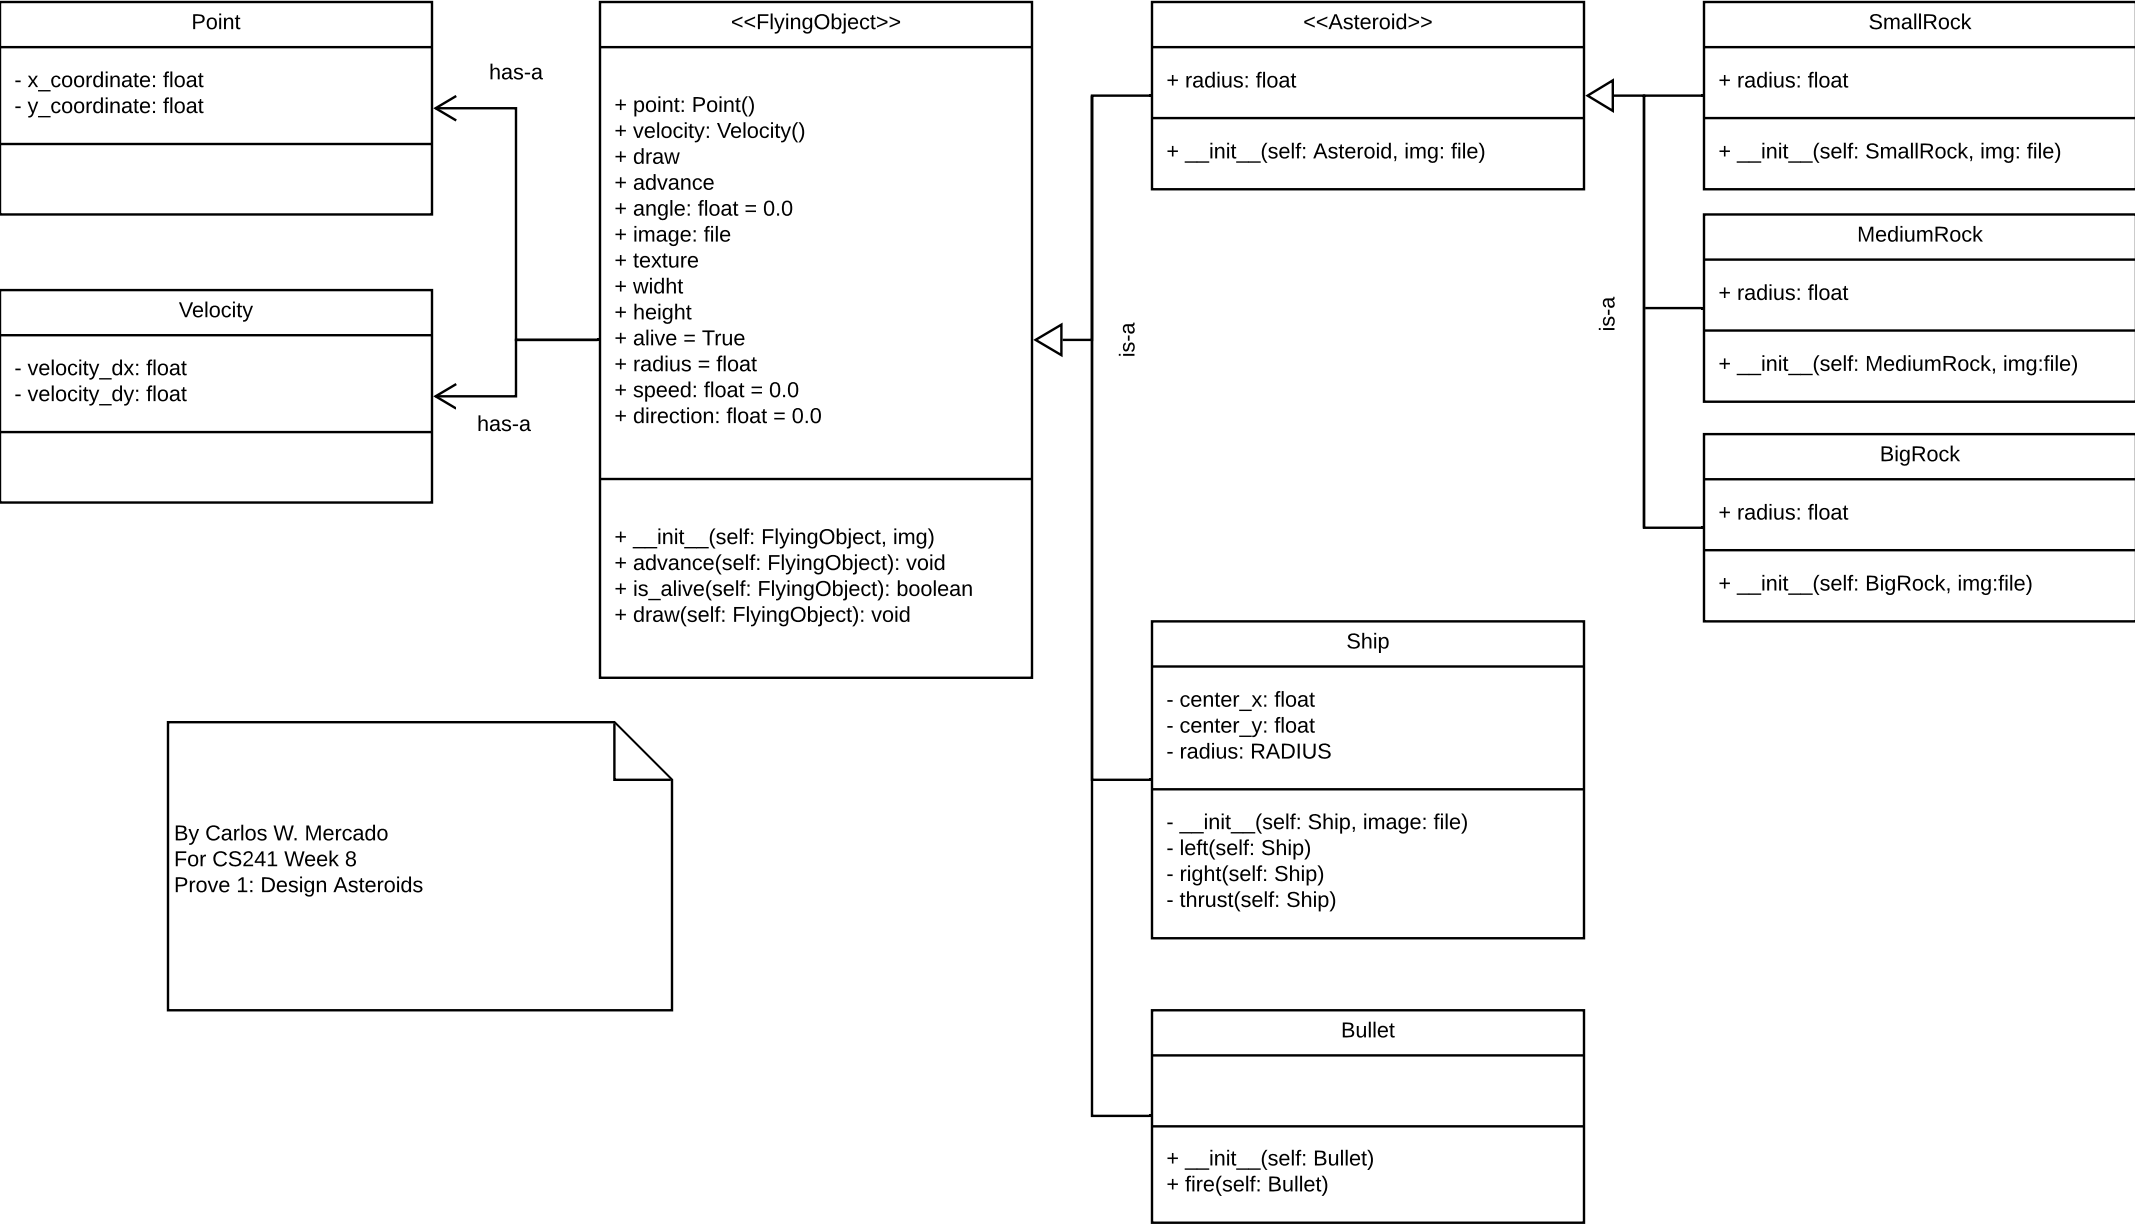 Point
- x_coordinate: float
- y_coordinate: float
has-a
Velocity
- velocity_dx: float
- velocity_dy: float
has-a
<<FlyingObject>>
+ point: Point()
+ velocity: Velocity()
+ draw
+ advance
+ angle: float = 0.0
+ image: file
+ texture
+ widht
+ height
+ alive = True
+ radius = float
+ speed: float = 0.0
+ direction: float = 0.0
+ __init__(self: FlyingObject, img)
+ advance(self: FlyingObject): void
+ is_alive(self: FlyingObject): boolean
+ draw(self: FlyingObject): void
is-a
<<Asteroid>>
+ radius: float
+ __init__(self: Asteroid, img: file)
is-a
SmallRock
+ radius: float
+ __init__(self: SmallRock, img: file)
MediumRock
+ radius: float
+ __init__(self: MediumRock, img:file)
BigRock
+ radius: float
+ __init__(self: BigRock, img:file)
Ship
- center_x: float
- center_y: float
- radius: RADIUS
- __init__(self: Ship, image: file)
- left(self: Ship)
- right(self: Ship)
- thrust(self: Ship)
Bullet
+ __init__(self: Bullet)
+ fire(self: Bullet)
By Carlos W. Mercado
For CS241 Week 8
Prove 1: Design Asteroids